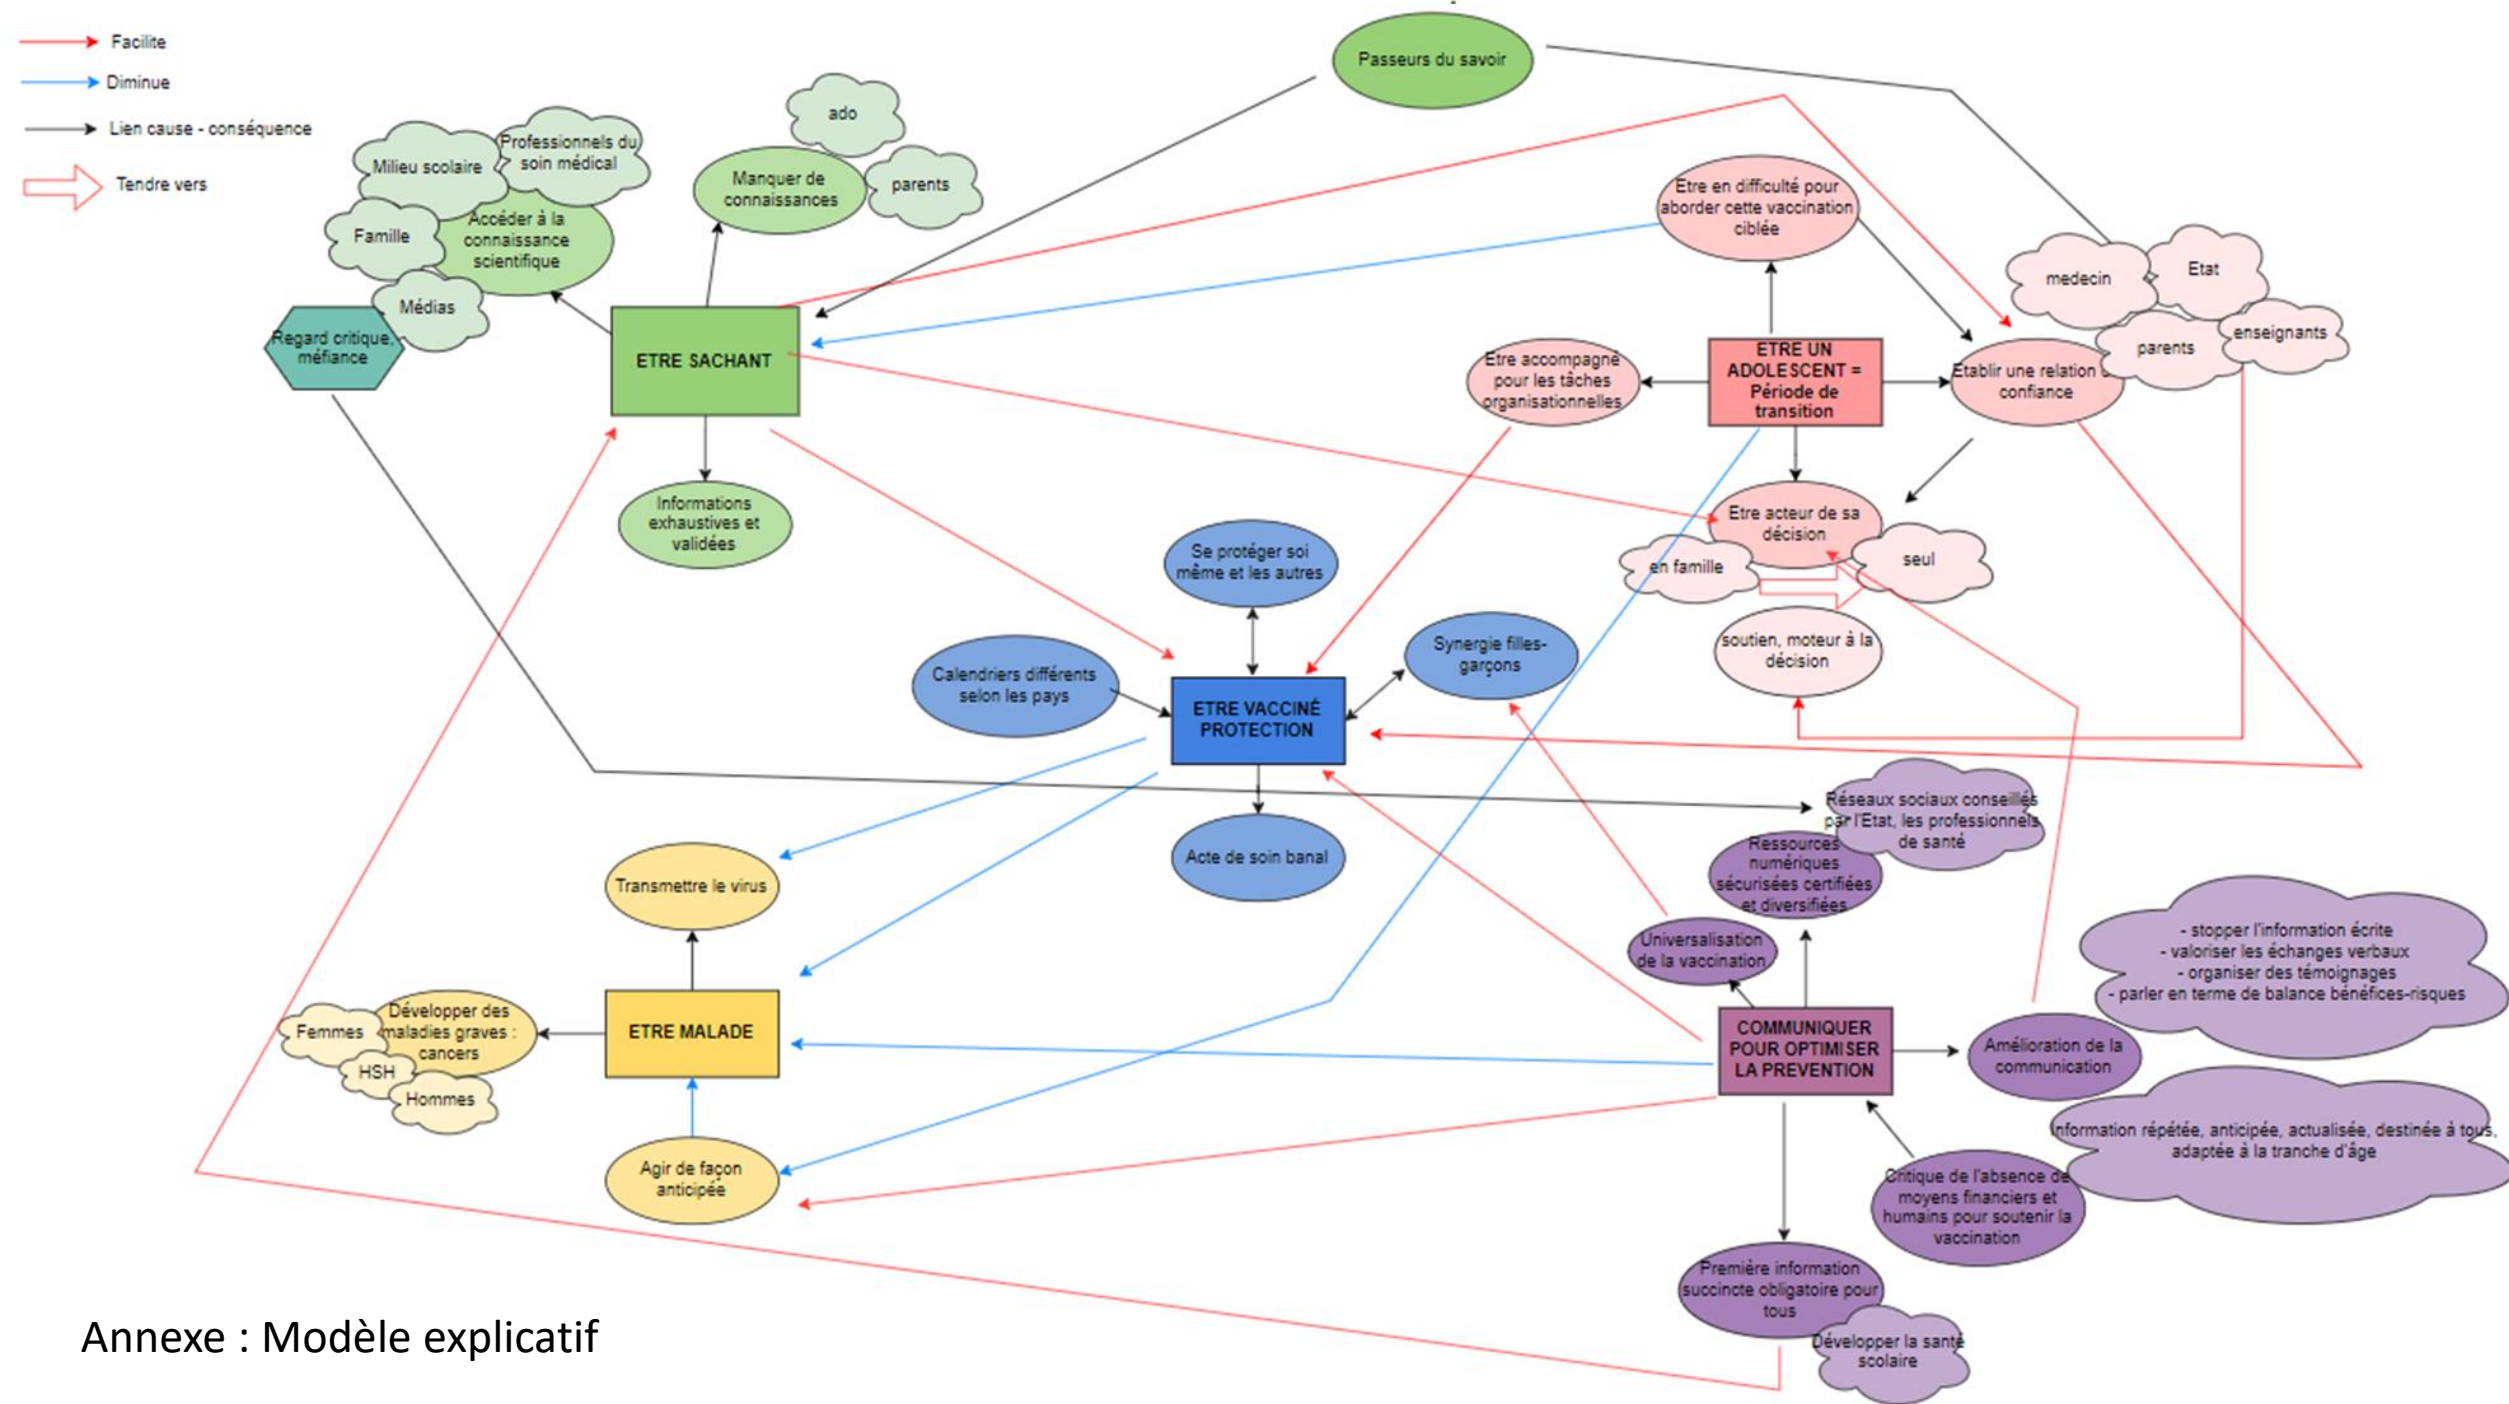 Facilite
Diminue
Lien cause - conséquence
Tendre vers
Passeurs du savoir
ado
Manquer de
connaissances
parents
Professionnels du
soin médical
Milieu scolaire
Famille
Accéder à la
connaissance
scientifique
Médias
Regard critique,
méfiance
ETRE SACHANT
Informations
exhaustives et
validées
Etre en difficulté pour
aborder cette vaccination
ciblée
medecin
Etat
enseignants
parents
Etre accompagné
pour les tâches
organisationnelles
ETRE UN
ADOLESCENT =
Période de
transition
Etablir une relation
confiance
Etre acteur de sa
décision
en famille
seul
soutien, moteur à la
décision
Se protéger soi
même et les autres
Calendriers différents
selon les pays
Synergie filles-
garçons
ETRE VACCINÉ
PROTECTION
Acte de soin banal
Transmettre le virus
Développer des
maladies graves :
cancers
Femmes
HSH
Hommes
ETRE MALADE
Agir de façon
anticipée
Réseaux sociaux conseillés
par l'Etat, les professionnels
de santé
Ressources
numériques
sécurisées certifiées
et diversifiées
Universalisation
de la vaccination
- stopper l'information écrite
- valoriser les échanges verbaux
- organiser des témoignages
- parler en terme de balance bénéfices-risques
COMMUNIQUER
POUR OPTIMISER
LA PREVENTION
Amélioration de la
communication
Information répétée, anticipée, actualisée, destinée à tous,
adaptée à la tranche d'âge
Critique de l'absence de
moyens financiers et
humains pour soutenir la
vaccination
Première information
succincte obligatoire pour
tous
Développer la santé
scolaire
Annexe : Modèle explicatif